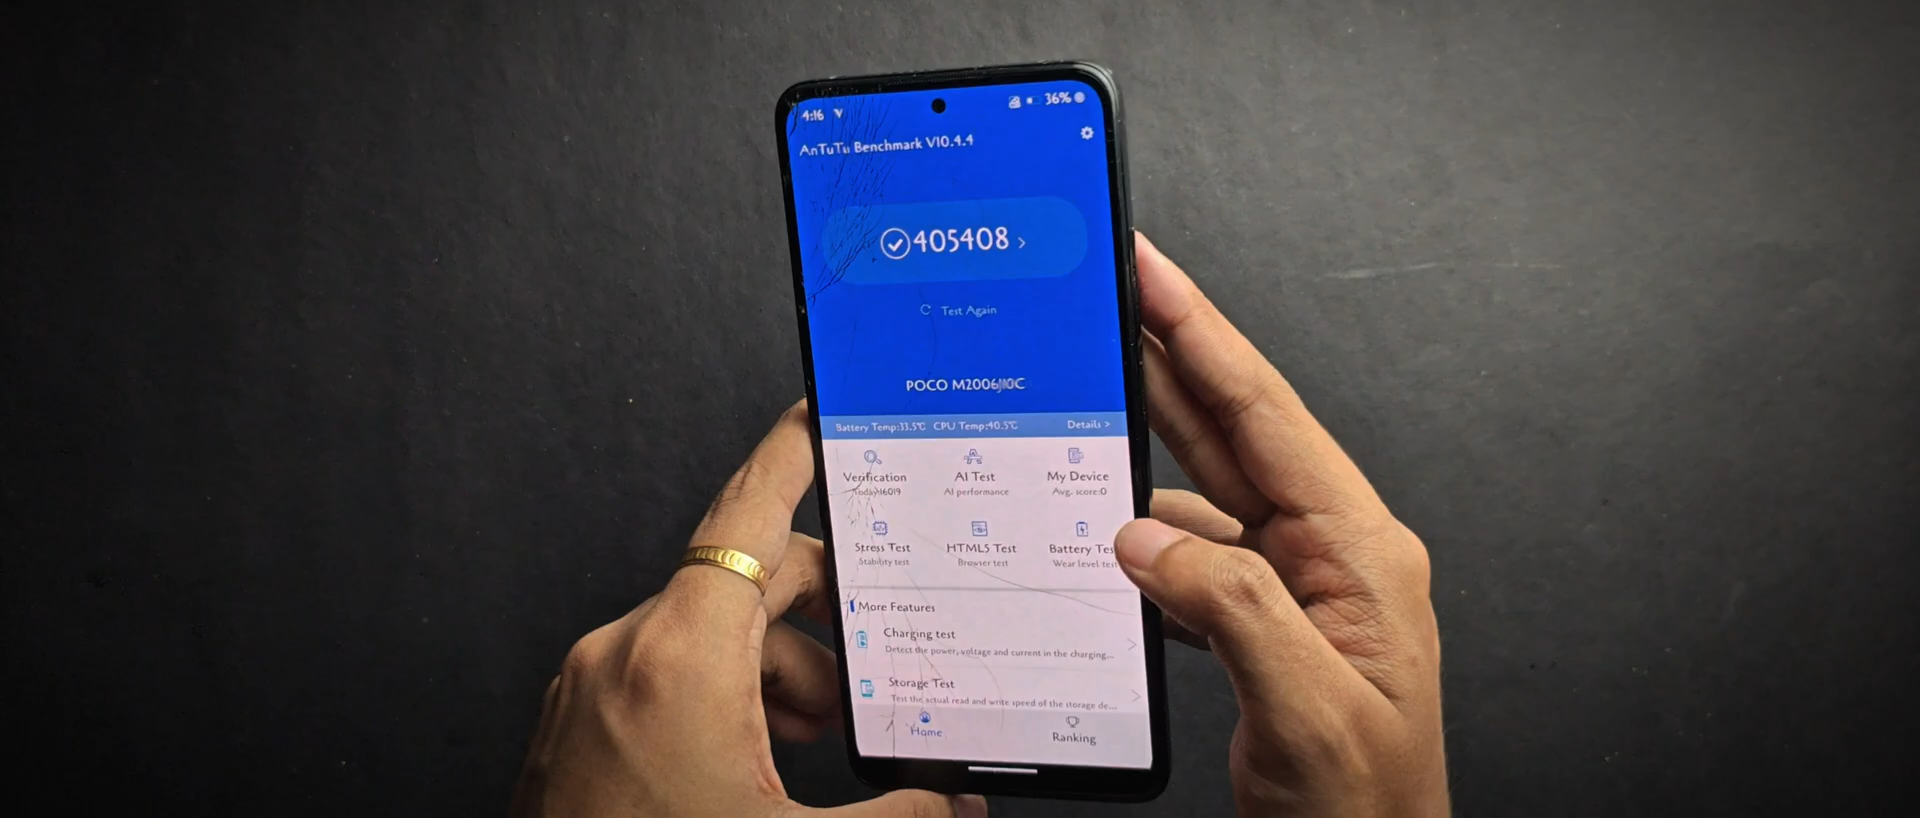 4:16 36%
AnTuTu Benchmark V10.4.4
405408 >
Test Again
POCO M2006J10C
Battery Temp:33.5℃ CPU Temp:40.5℃ Details >
Verification AI Test My Device
Today:16019 AI performance Avg. score:0
Stress Test HTML5 Test Battery Tes
Stability test Browser test Wear level test
More Features
Charging test
Detect the power, voltage and current in the charging...
Storage Test
Test the actual read and write speed of the storage de...
Home Ranking